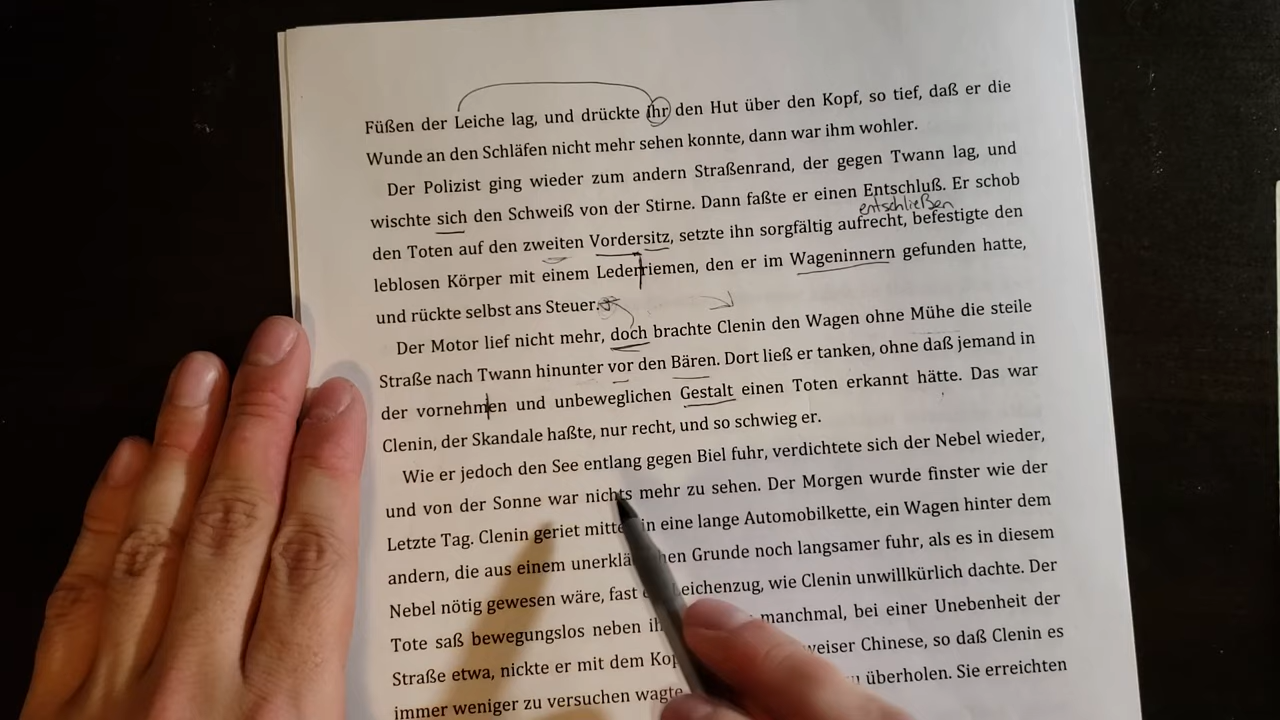 Füßen der Leiche lag, und drückte ihr den Hut über den Kopf, so tief, daß er die
Wunde an den Schläfen nicht mehr sehen konnte, dann war ihm wohler.
Der Polizist ging wieder zum andern Straßenrand, der gegen Twann lag, und
wischte sich den Schweiß von der Stirne. Dann faßte er einen Entschluß. Er schob
entschließen
den Toten auf den zweiten Vordersitz, setzte ihn sorgfältig aufrecht, befestigte den
leblosen Körper mit einem Lederriemen, den er im Wageninnern gefunden hatte,
und rückte selbst ans Steuer.
Der Motor lief nicht mehr, doch brachte Clenin den Wagen ohne Mühe die steile
Straße nach Twann hinunter vor den Bären. Dort ließ er tanken, ohne daß jemand in
der vornehmen und unbeweglichen Gestalt einen Toten erkannt hätte. Das war
Clenin, der Skandale haßte, nur recht, und so schwieg er.
Wie er jedoch den See entlang gegen Biel fuhr, verdichtete sich der Nebel wieder,
und von der Sonne war nichts mehr zu sehen. Der Morgen wurde finster wie der
Letzte Tag. Clenin geriet mitten in eine lange Automobilkette, ein Wagen hinter dem
andern, die aus einem unerklärlichen Grunde noch langsamer fuhr, als es in diesem
Nebel nötig gewesen wäre, fast Leichenzug, wie Clenin unwillkürlich dachte. Der
Tote saß bewegungslos neben manchmal, bei einer Unebenheit der
Straße etwa, nickte er mit dem weiser Chinese, so daß Clenin es
immer weniger zu versuchen wagte überholen. Sie erreichten